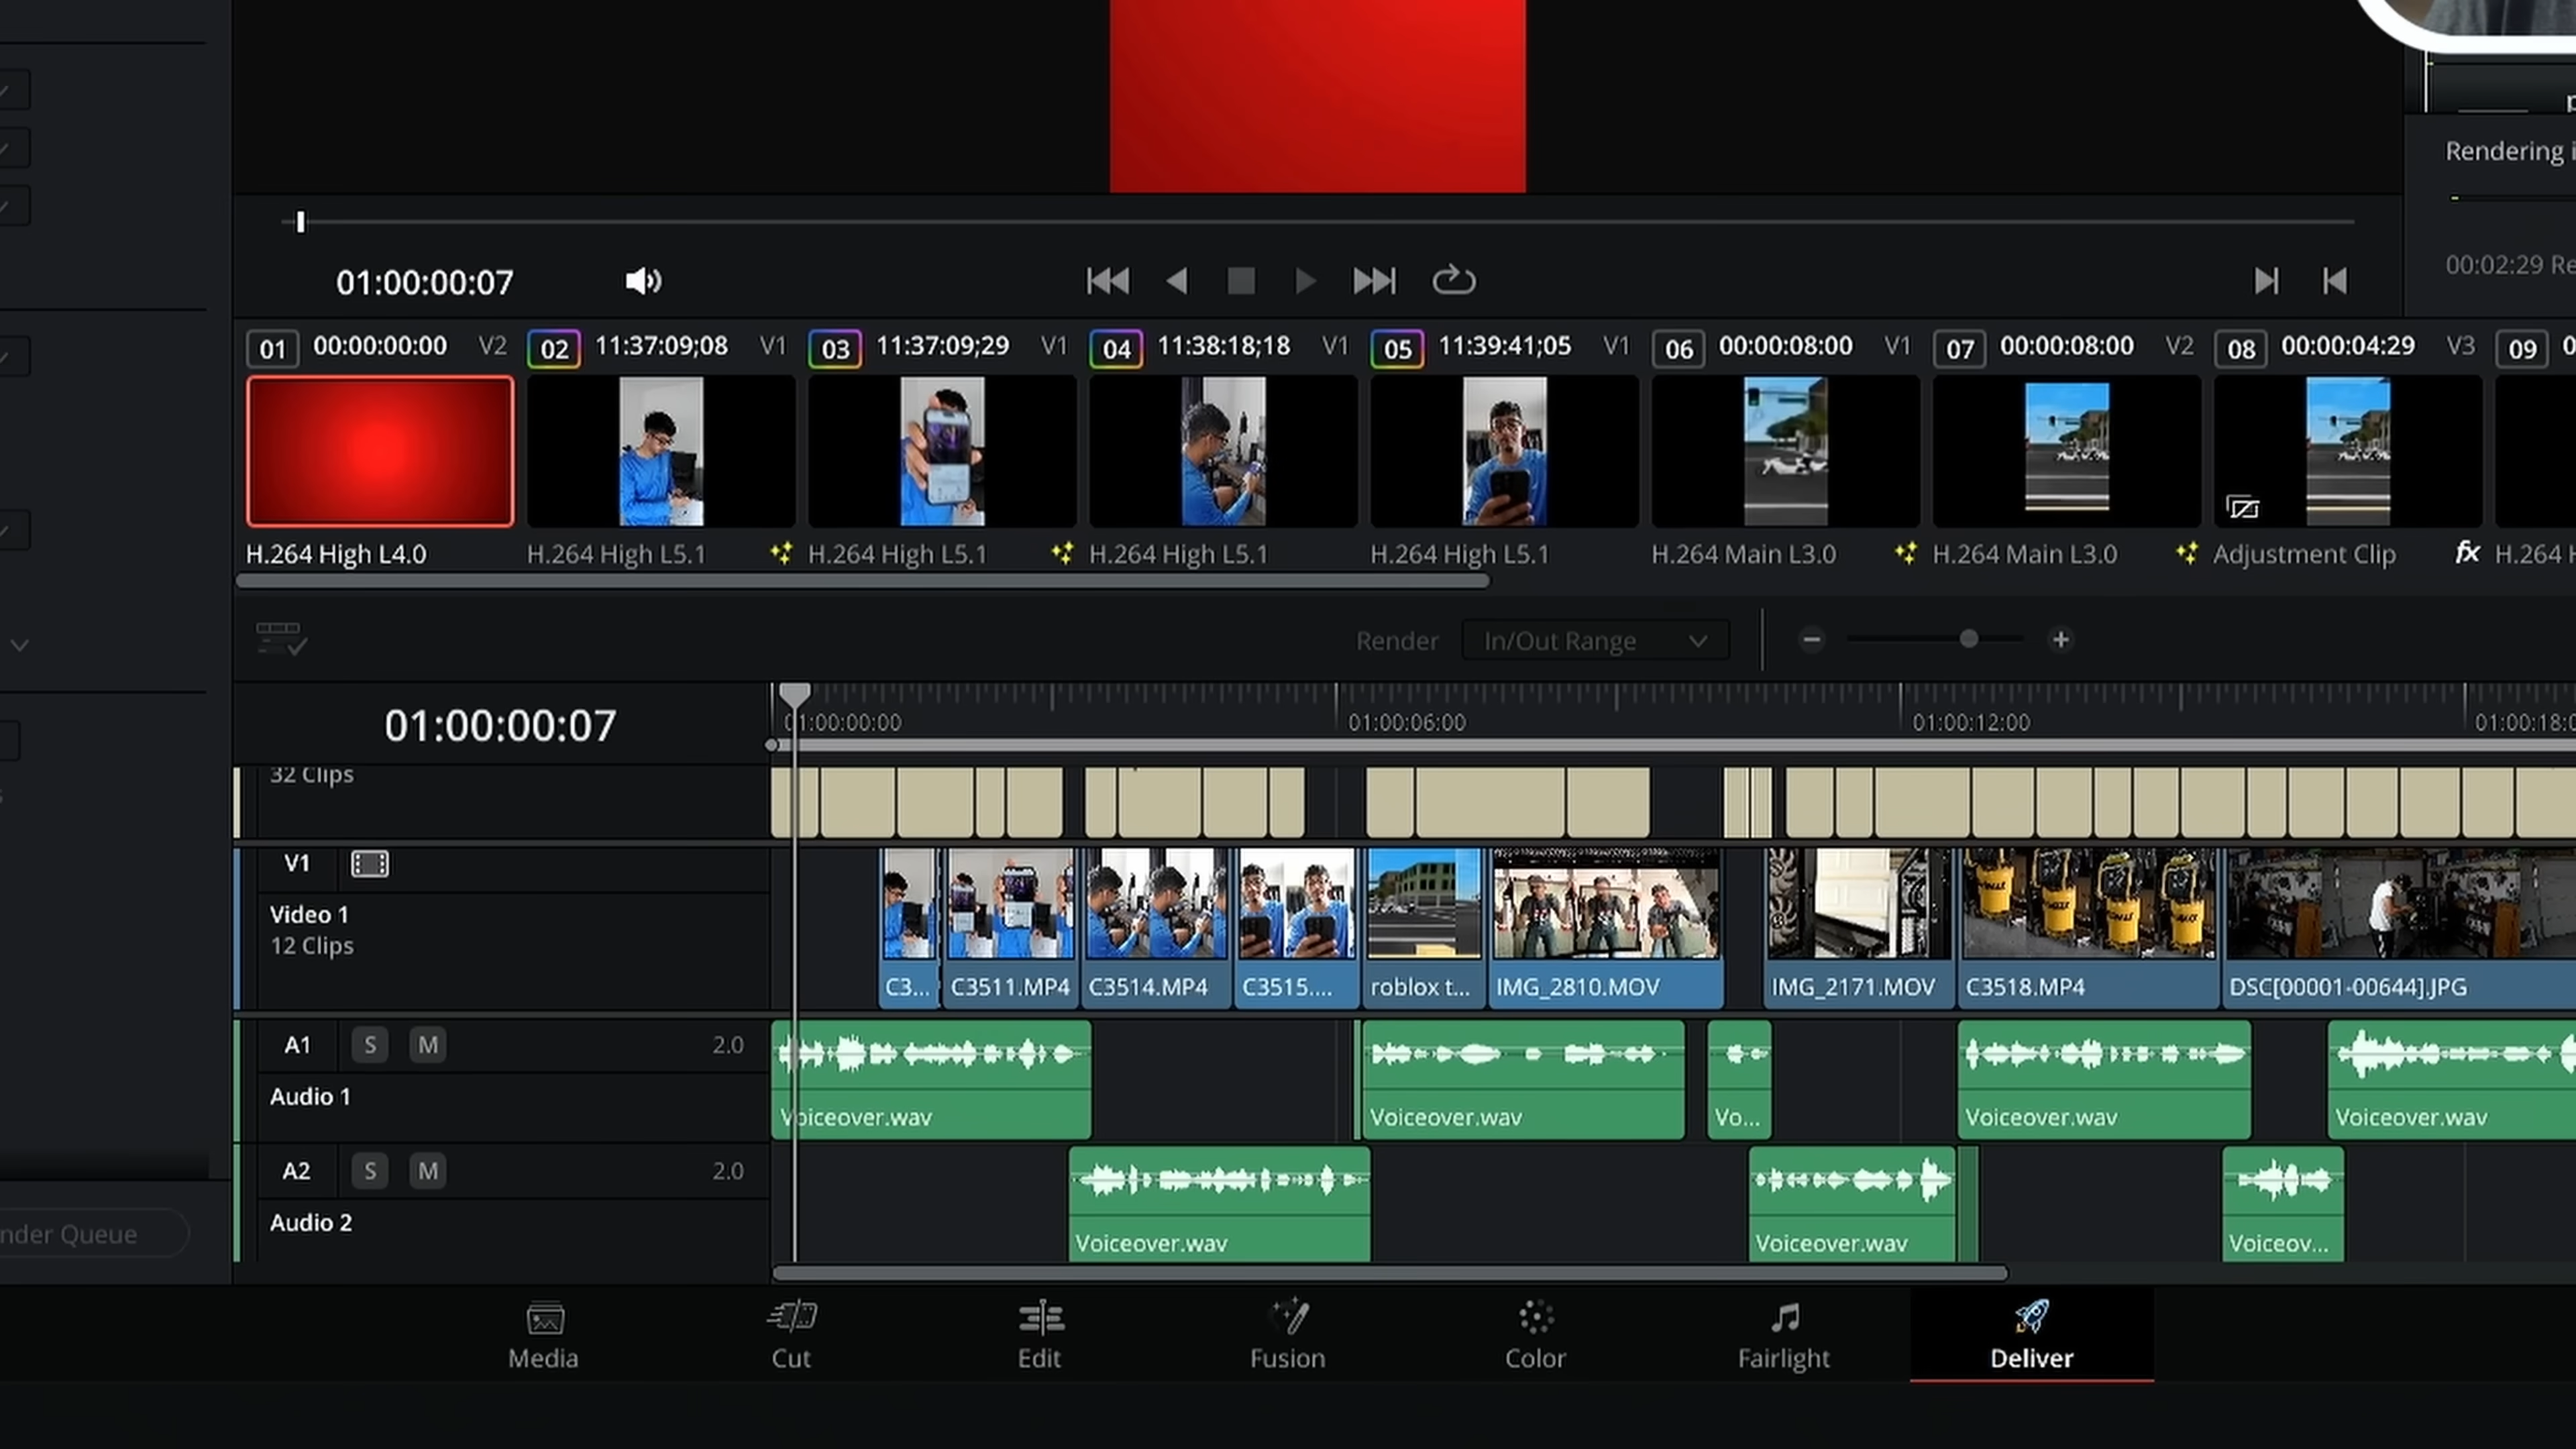 Rendering
01:00:00:07
00:02:29
01 00:00:00:00 V2 02 11:37:09;08 V1 03 11:37:09;29 V1 04 11:38:18;18 V1 05 11:39:41;05 V1 06 00:00:08:00 V1 07 00:00:08:00 V2 08 00:00:04:29 V3 09
H.264 High L4.0 H.264 High L5.1 H.264 High L5.1 H.264 High L5.1 H.264 High L5.1 H.264 Main L3.0 H.264 Main L3.0 Adjustment Clip fx H.264
Render In/Out Range
01:00:00:07 01:00:00:00 01:00:06:00 01:00:12:00
32 Clips
V1
Video 1
12 Clips
C3... C3511.MP4 C3514.MP4 C3515.... roblox t... IMG_2810.MOV IMG_2171.MOV C3518.MP4 DSC[00001-00644].JPG
A1 S M 2.0
Audio 1
Voiceover.wav Voiceover.wav Vo... Voiceover.wav Voiceover.wav
A2 S M 2.0
Audio 2
Voiceover.wav Voiceover.wav Voiceov...
Queue
Media Cut Edit Fusion Color Fairlight Deliver